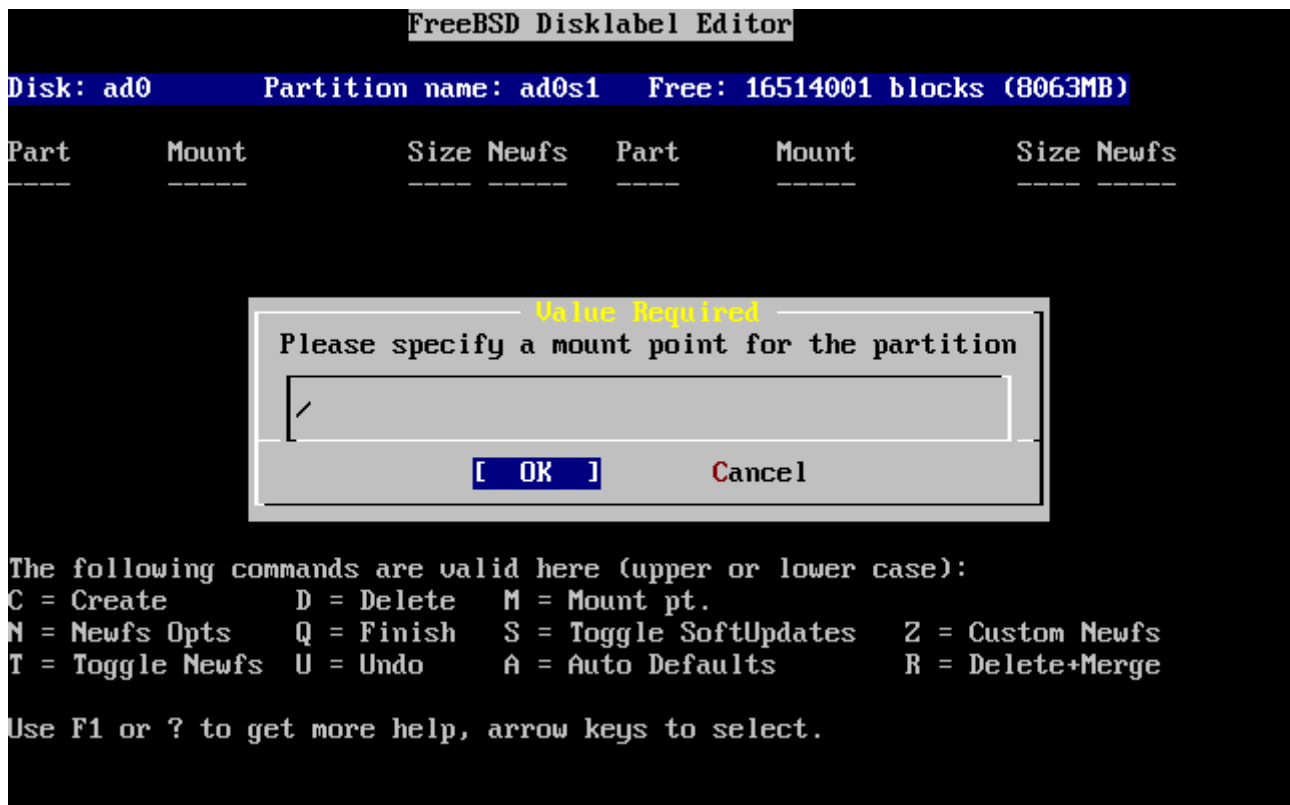 FreeBSD Disklabel Editor
Disk: ad0 Partition name: ad0s1 Free: 16514001 blocks (8063MB)
Part Mount Size Newfs Part Mount Size Newfs
---- ----- ---- ----- ---- ----- ---- -----
Value Required
Please specify a mount point for the partition
/
[ OK ] Cancel
The following commands are valid here (upper or lower case):
C = Create D = Delete M = Mount pt.
N = Newfs Opts Q = Finish S = Toggle SoftUpdates Z = Custom Newfs
T = Toggle Newfs U = Undo A = Auto Defaults R = Delete+Merge
Use F1 or ? to get more help, arrow keys to select.